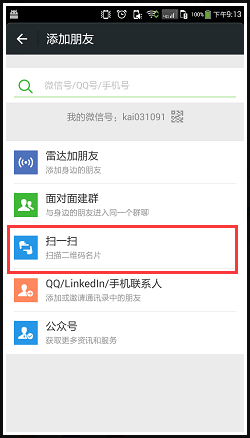 100% 下午9:13
添加朋友
微信号/QQ号/手机号
我的微信号：kai031091
雷达加朋友
添加身边的朋友
面对面建群
与身边的朋友进入同一个群聊
扫一扫
扫描二维码名片
QQ/LinkedIn/手机联系人
添加或邀请通讯录中的朋友
公众号
获取更多资讯和服务